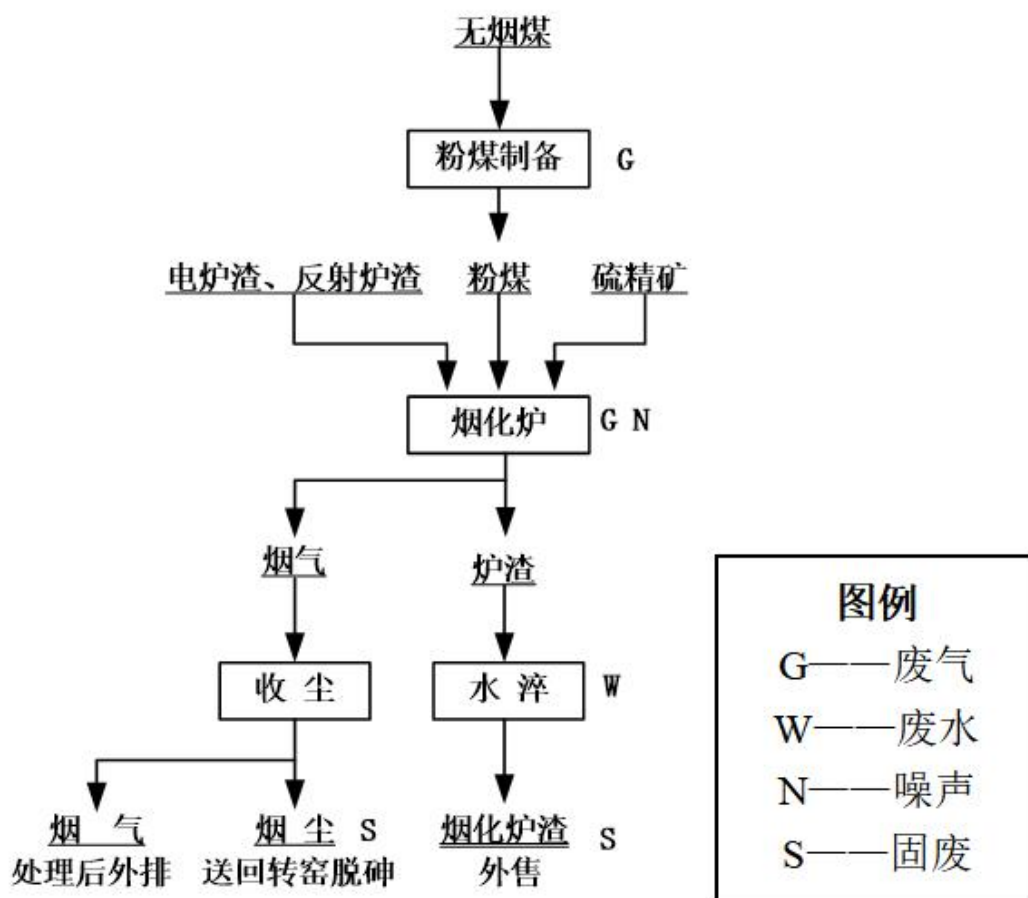 无烟煤
粉煤制备 G
电炉渣、反射炉渣 粉煤 硫精矿
烟化炉 G N
烟气 炉渣
收尘 水淬 W
烟气 烟尘 S 烟化炉渣 S
处理后外排 送回转窑脱砷 外售
图例
G——废气
W——废水
N——噪声
S——固废